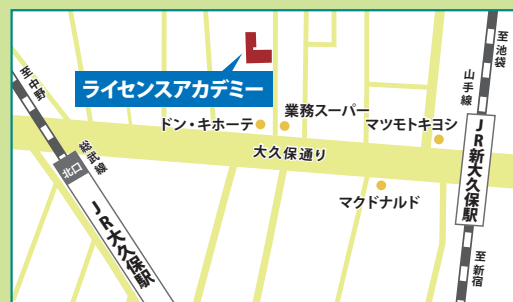 至中野
総武線
北口
JR大久保駅
ライセンスアカデミー
ドン・キホーテ
業務スーパー
マツモトキヨシ
大久保通り
マクドナルド
至池袋
山手線
JR新大久保駅
至新宿